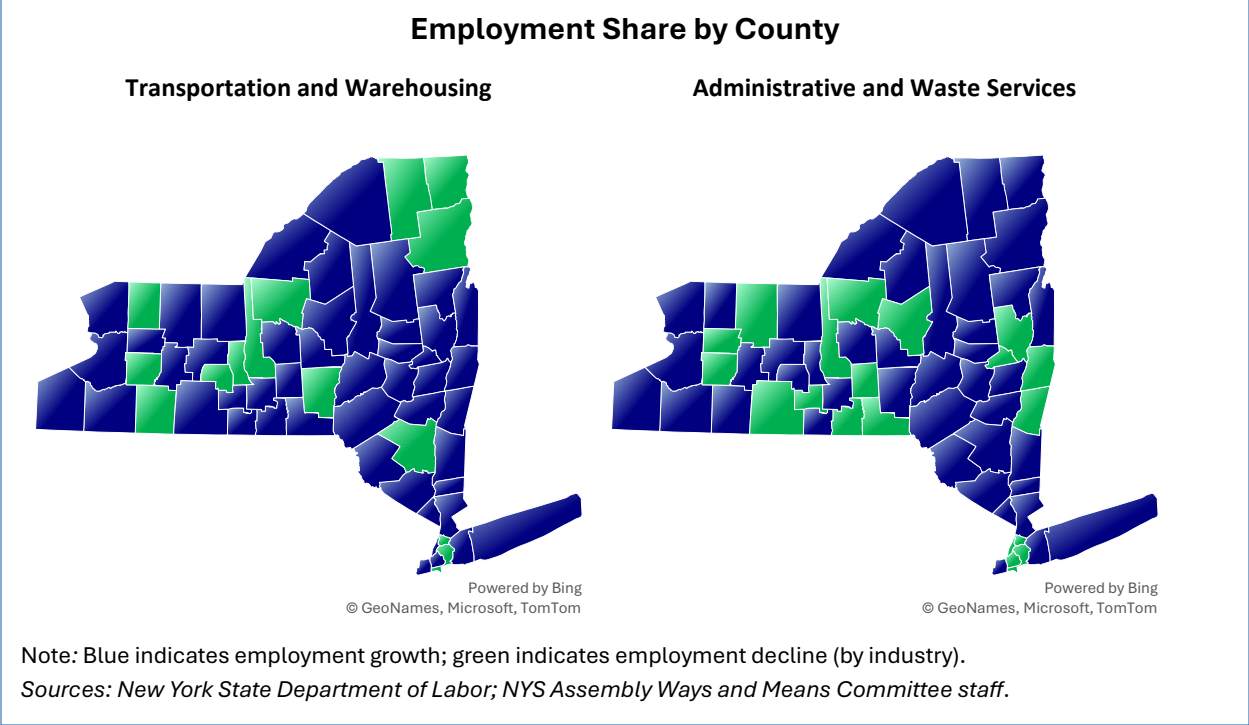 Employment Share by County
Transportation and Warehousing
Administrative and Waste Services
Powered by Bing
© GeoNames, Microsoft, TomTom
Powered by Bing
© GeoNames, Microsoft, TomTom
Note: Blue indicates employment growth; green indicates employment decline (by industry).
Sources: New York State Department of Labor; NYS Assembly Ways and Means Committee staff.